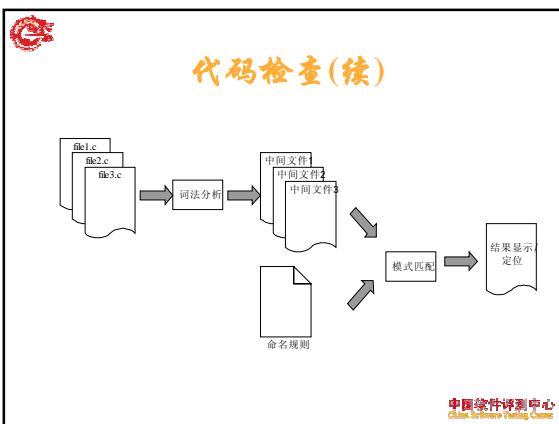 代码检查(续)
file1.c
file2.c
file3.c
词法分析
中间文件1
中间文件2
中间文件3
模式匹配
结果显示/
定位
命名规则
中国软件评测中心
China Software Testing Center